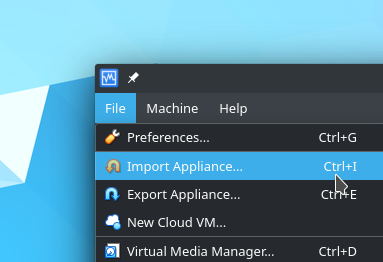 File Machine Help
Preferences... Ctrl+G
Import Appliance... Ctrl+I
Export Appliance... Ctrl+E
New Cloud VM...
Virtual Media Manager... Ctrl+D